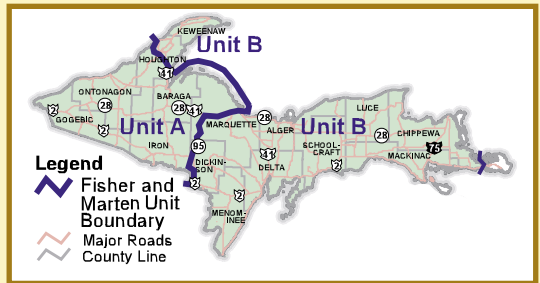 KEWEENAW
Unit B
HOUGHTON
41
ONTONAGON
BARAGA
28
28
41
LUCE
2
28
GOGEBIC
2
Unit A
MARQUETTE
ALGER
Unit B
28
CHIPPEWA
IRON
95
SCHOOL-
CRAFT
75
MACKINAC
41
DICKIN-
SON
DELTA
2
2
2
MENOM-
INEE
Legend
Fisher and
Marten Unit
Boundary
Major Roads
County Line